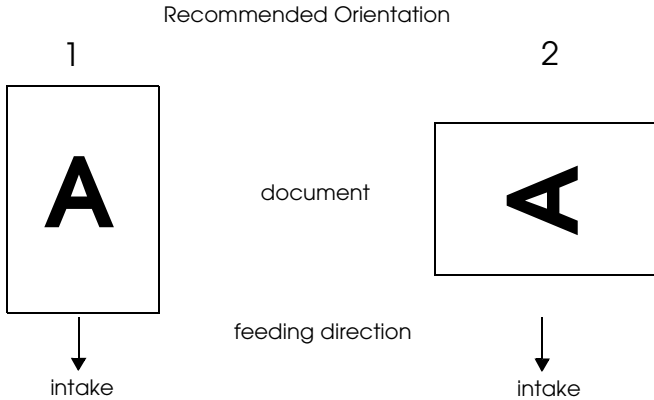 Recommended Orientation
1 2
A
document
A
feeding direction
intake intake